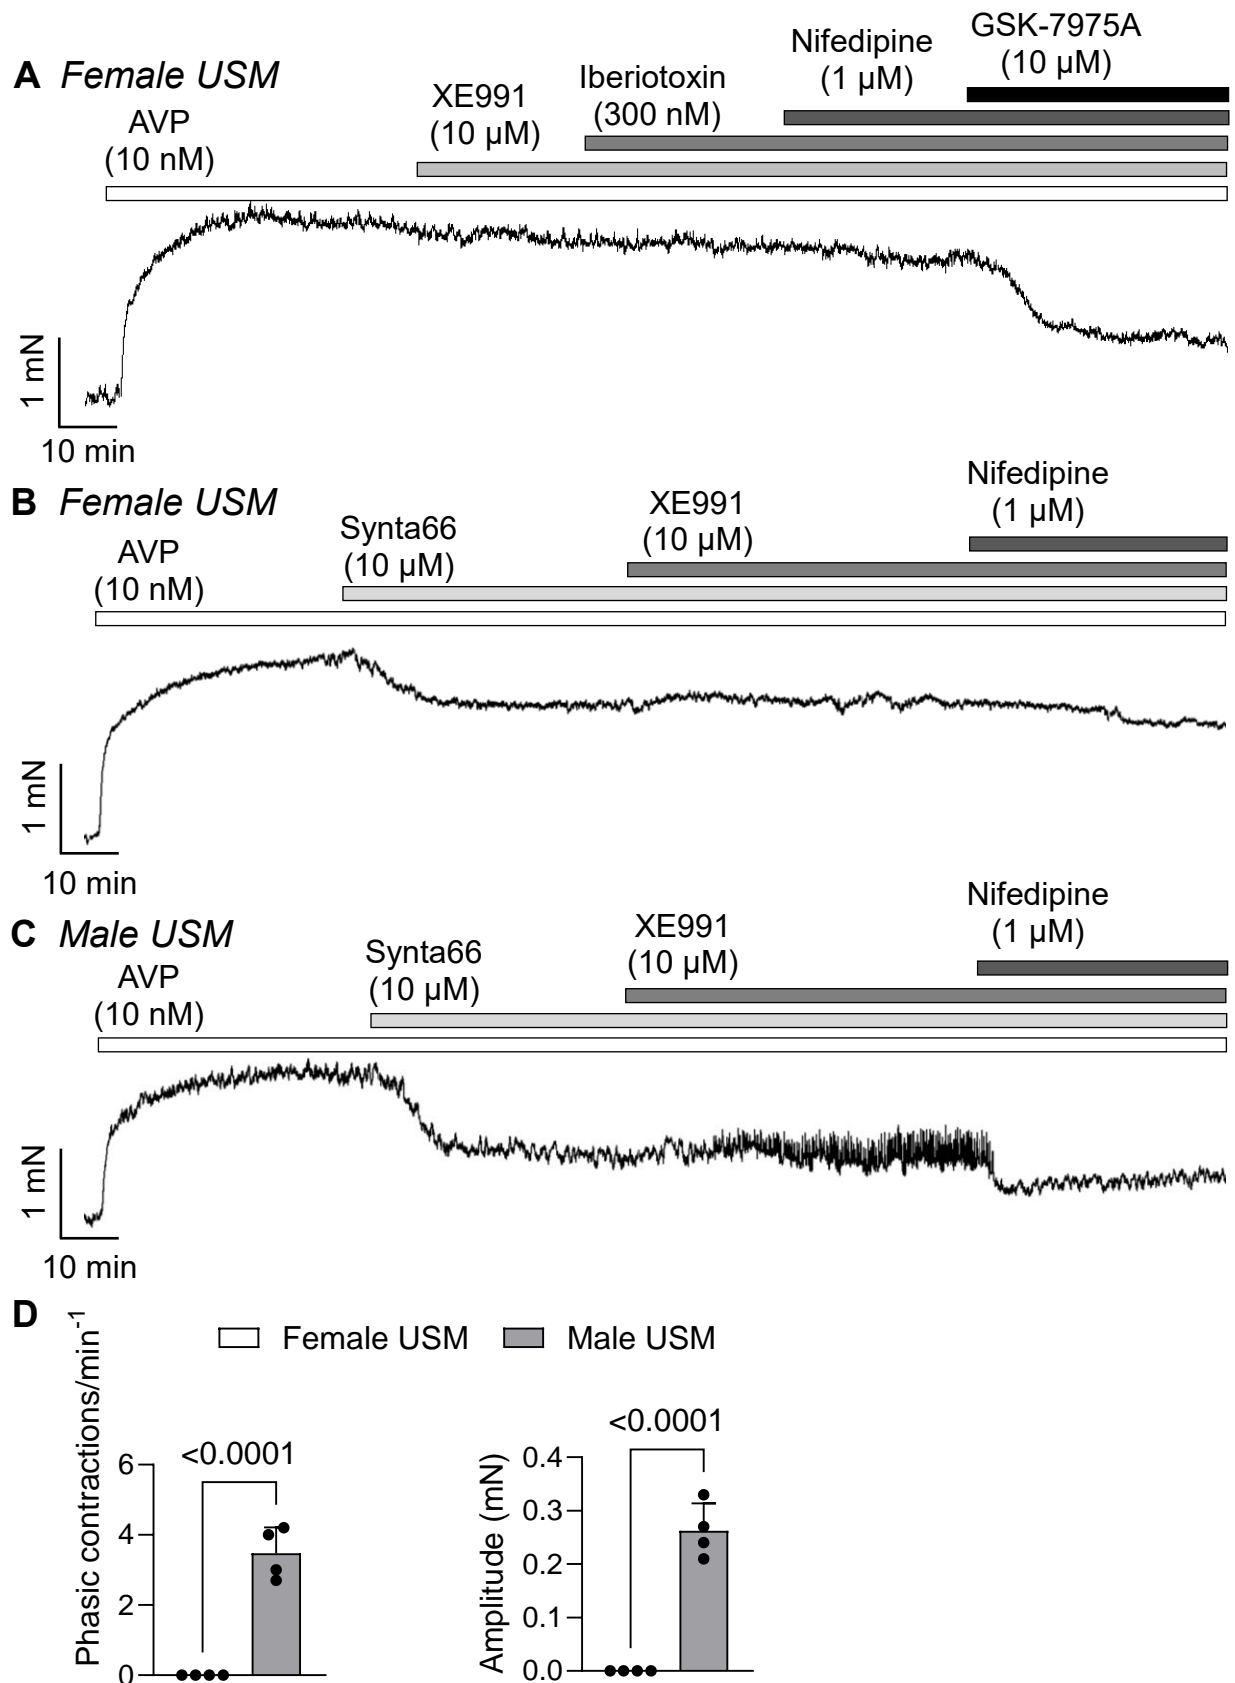 A Female USM
AVP
(10 nM)
XE991
(10 µM)
Iberiotoxin
(300 nM)
Nifedipine
(1 µM)
GSK-7975A
(10 µM)
1 mN
10 min
B Female USM
AVP
(10 nM)
Synta66
(10 µM)
XE991
(10 µM)
Nifedipine
(1 µM)
1 mN
10 min
C Male USM
AVP
(10 nM)
Synta66
(10 µM)
XE991
(10 µM)
Nifedipine
(1 µM)
1 mN
10 min
D
Female USM Male USM
Phasic contractions/min⁻¹
<0.0001
6
4
2
0
Amplitude (mN)
<0.0001
0.4
0.3
0.2
0.1
0.0